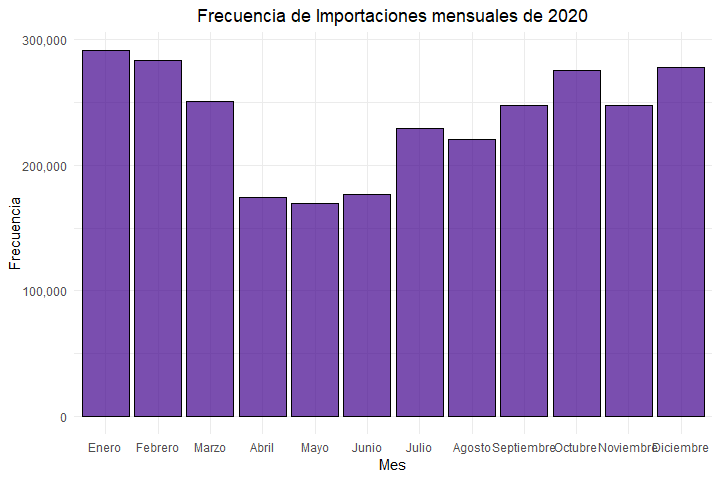 Frecuencia de Importaciones mensuales de 2020
300,000
200,000
100,000
0
Frecuencia
Enero Febrero Marzo Abril Mayo Junio Julio Agosto Septiembre Octubre Noviembre Diciembre
Mes